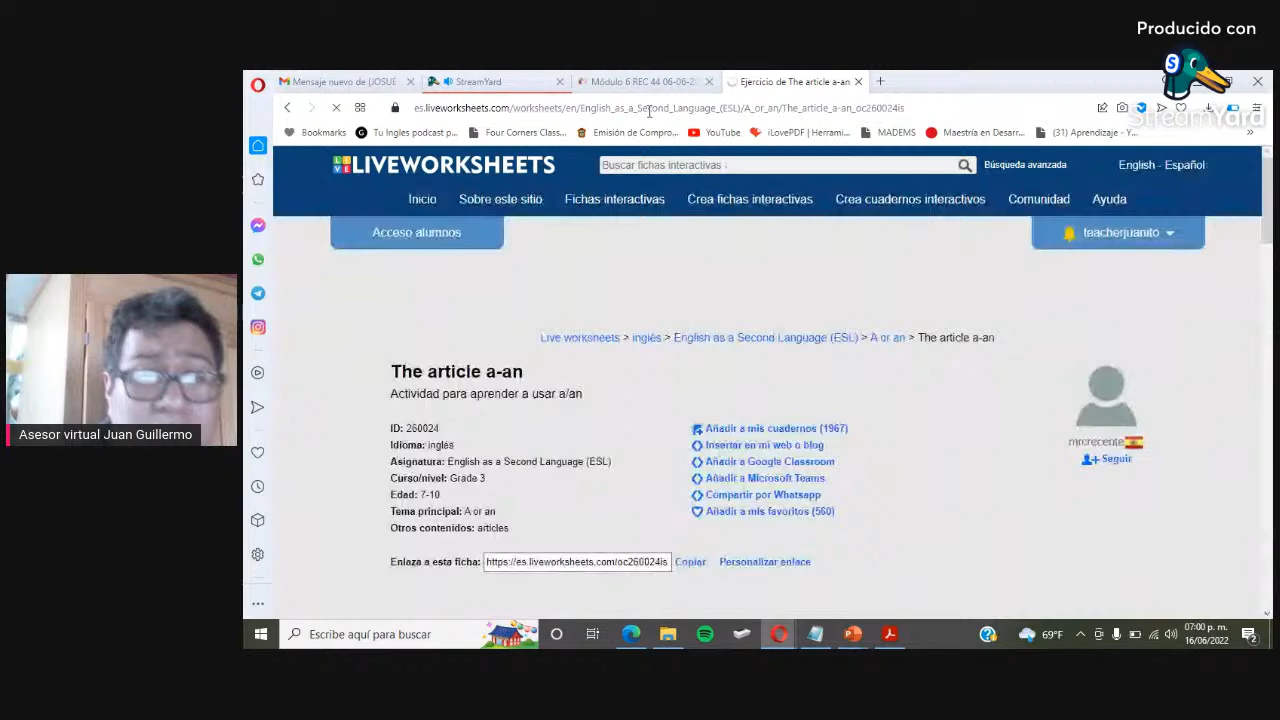 Producido con
StreamYard
Mensaje nuevo de (JOSUÉ
StreamYard
Módulo 6 REC 44 06-06-2
Ejercicio de The article a-an
es.liveworksheets.com/worksheets/en/English_as_a_Second_Language_(ESL)/A_or_an/The_article_a-an_oc260024is
Bookmarks
Tu Ingles podcast p...
Four Corners Class...
Emisión de Compro...
YouTube
iLovePDF | Herrami...
MADEMS
Maestría en Desarr...
(31) Aprendizaje - Y...
LIVEWORKSHEETS
Buscar fichas interactivas
Búsqueda avanzada
English - Español
Inicio
Sobre este sitio
Fichas interactivas
Crea fichas interactivas
Crea cuadernos interactivos
Comunidad
Ayuda
Acceso alumnos
teacherjuanito
Live worksheets > inglés > English as a Second Language (ESL) > A or an > The article a-an
The article a-an
Actividad para aprender a usar a/an
ID: 260024
Idioma: inglés
Asignatura: English as a Second Language (ESL)
Curso/nivel: Grade 3
Edad: 7-10
Tema principal: A or an
Otros contenidos: articles
Añadir a mis cuadernos (1967)
Insertar en mi web o blog
Añadir a Google Classroom
Añadir a Microsoft Teams
Compartir por Whatsapp
Añadir a mis favoritos (560)
mrcrecente
Seguir
Enlaza a esta ficha: https://es.liveworksheets.com/oc260024is Copiar Personalizar enlace
Asesor virtual Juan Guillermo
Escribe aquí para buscar
69°F
07:00 p. m.
16/06/2022
2